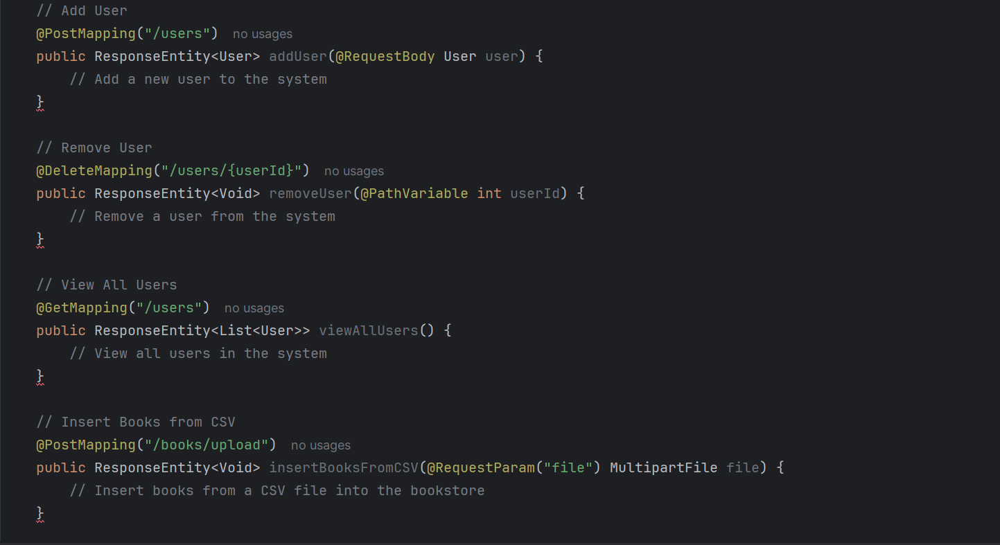 // Add User
@PostMapping("/users") no usages
public ResponseEntity<User> addUser(@RequestBody User user) {
    // Add a new user to the system
}
// Remove User
@DeleteMapping("/users/{userId}") no usages
public ResponseEntity<Void> removeUser(@PathVariable int userId) {
    // Remove a user from the system
}
// View All Users
@GetMapping("/users") no usages
public ResponseEntity<List<User>> viewAllUsers() {
    // View all users in the system
}
// Insert Books from CSV
@PostMapping("/books/upload") no usages
public ResponseEntity<Void> insertBooksFromCSV(@RequestParam("file") MultipartFile file) {
    // Insert books from a CSV file into the bookstore
}